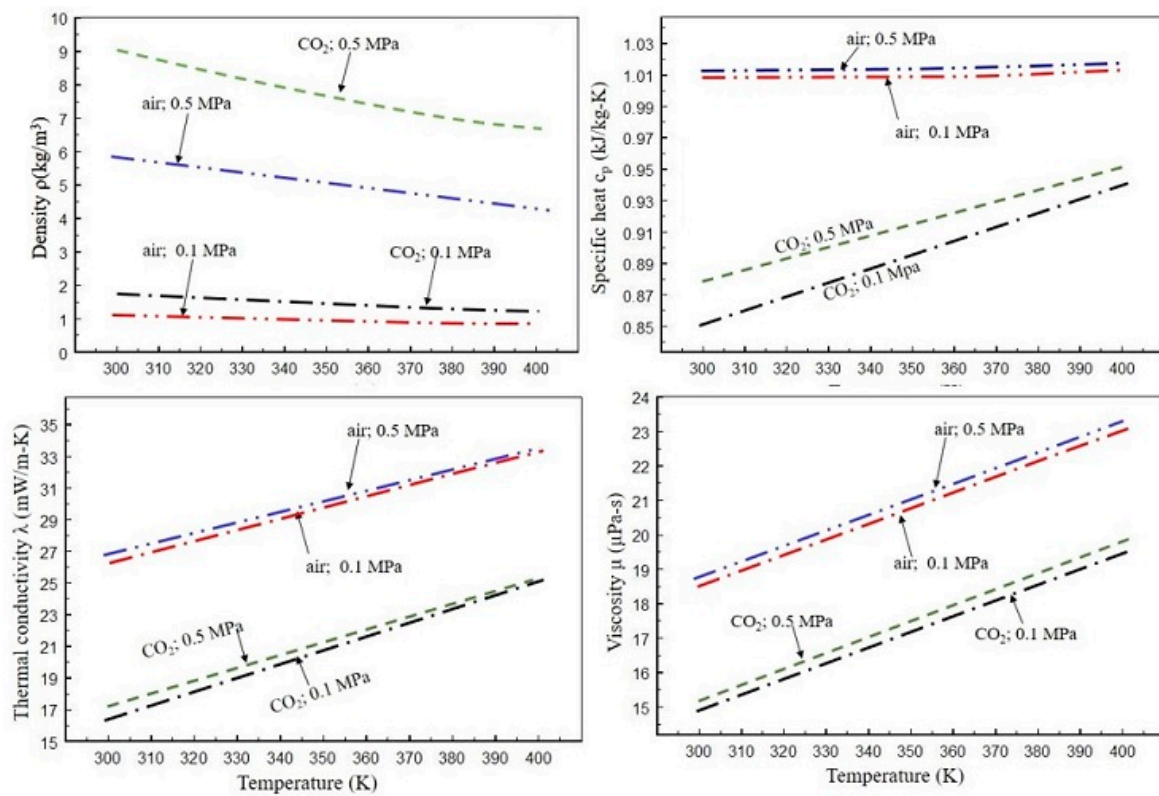 10
9
8
7
6
5
4
3
2
1
0
Density ρ(kg/m³)
CO₂; 0.5 MPa
air; 0.5 MPa
air; 0.1 MPa
CO₂; 0.1 MPa
300 310 320 330 340 350 360 370 380 390 400
1.03
1.01
0.99
0.97
0.95
0.93
0.91
0.89
0.87
0.85
Specific heat cₚ (kJ/kg-K)
air; 0.5 MPa
air; 0.1 MPa
CO₂; 0.5 MPa
CO₂; 0.1 Mpa
300 310 320 330 340 350 360 370 380 390 400
33
31
29
27
25
23
21
19
17
15
Thermal conductivity λ (mW/m-K)
air; 0.5 MPa
air; 0.1 MPa
CO₂; 0.5 MPa
CO₂; 0.1 MPa
300 310 320 330 340 350 360 370 380 390 400
Temperature (K)
24
23
22
21
20
19
18
17
16
15
Viscosity μ (μPa-s)
air; 0.5 MPa
air; 0.1 MPa
CO₂; 0.5 MPa
CO₂; 0.1 MPa
300 310 320 330 340 350 360 370 380 390 400
Temperature (K)